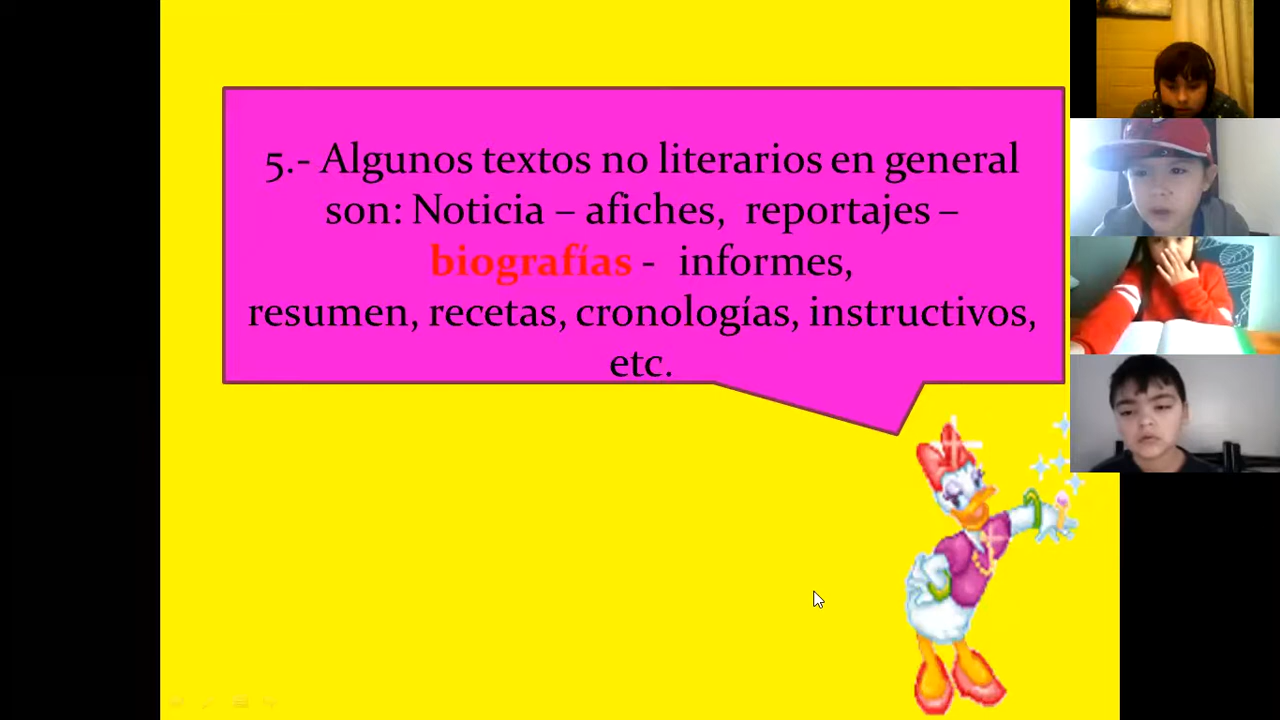 5.- Algunos textos no literarios en general
son: Noticia – afiches, reportajes –
biografías - informes,
resumen, recetas, cronologías, instructivos,
etc.